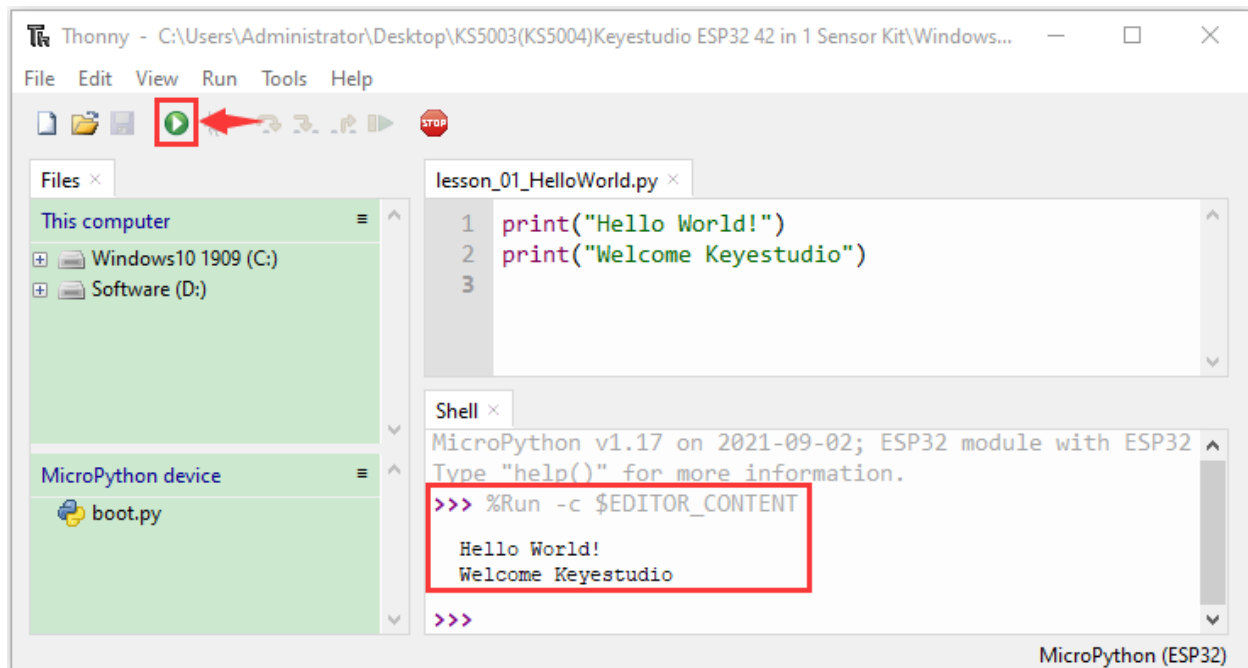 Thonny - C:\Users\Administrator\Desktop\KS5003(KS5004)Keyestudio ESP32 42 in 1 Sensor Kit\Windows...
File Edit View Run Tools Help
STOP
Files
lesson_01_HelloWorld.py
This computer
Windows10 1909 (C:)
Software (D:)
1 print("Hello World!")
2 print("Welcome Keyestudio")
3
Shell
MicroPython v1.17 on 2021-09-02; ESP32 module with ESP32
Type "help()" for more information.
>>> %Run -c $EDITOR_CONTENT
Hello World!
Welcome Keyestudio
>>>
MicroPython device
boot.py
MicroPython (ESP32)